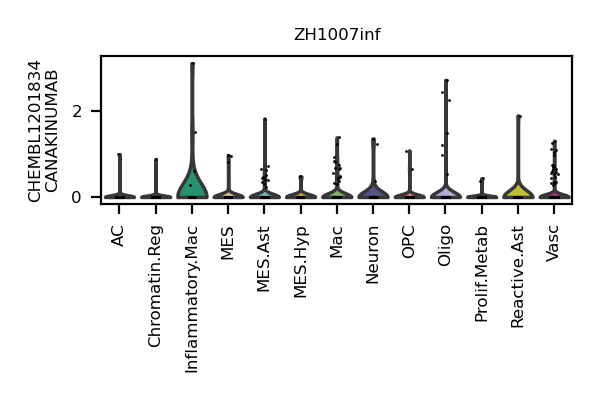 ZH1007inf
CHEMBL1201834
CANAKINUMAB
2
0
AC
Chromatin.Reg
Inflammatory.Mac
MES
MES.Ast
MES.Hyp
Mac
Neuron
OPC
Oligo
Prolif.Metab
Reactive.Ast
Vasc